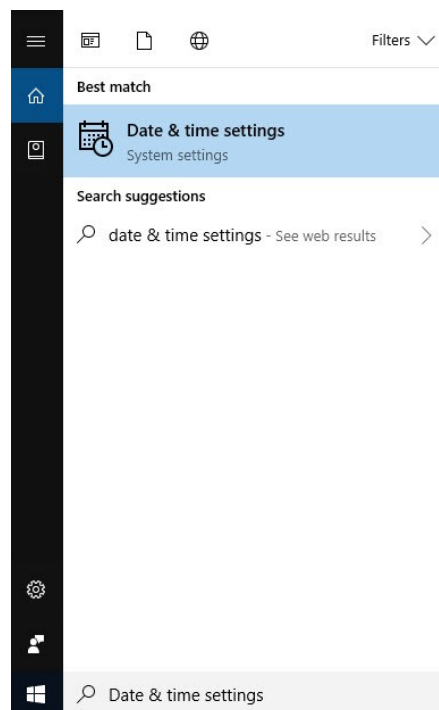 Filters
Best match
Date & time settings
System settings
Search suggestions
date & time settings - See web results
Date & time settings